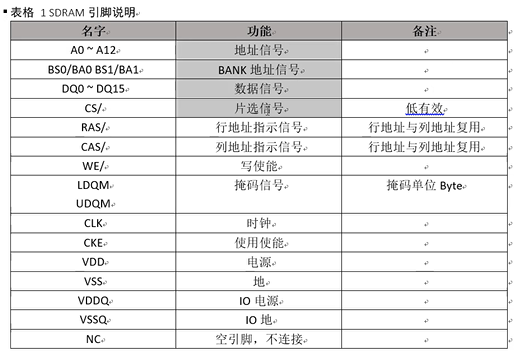 表格 1 SDRAM 引脚说明
名字 功能 备注
A0 ~ A12 地址信号
BS0/BA0 BS1/BA1 BANK 地址信号
DQ0 ~ DQ15 数据信号
CS/ 片选信号 低有效
RAS/ 行地址指示信号 行地址与列地址复用
CAS/ 列地址指示信号 行地址与列地址复用
WE/ 写使能
LDQM 掩码信号 掩码单位 Byte
UDQM
CLK 时钟
CKE 使用使能
VDD 电源
VSS 地
VDDQ IO 电源
VSSQ IO 地
NC 空引脚，不连接